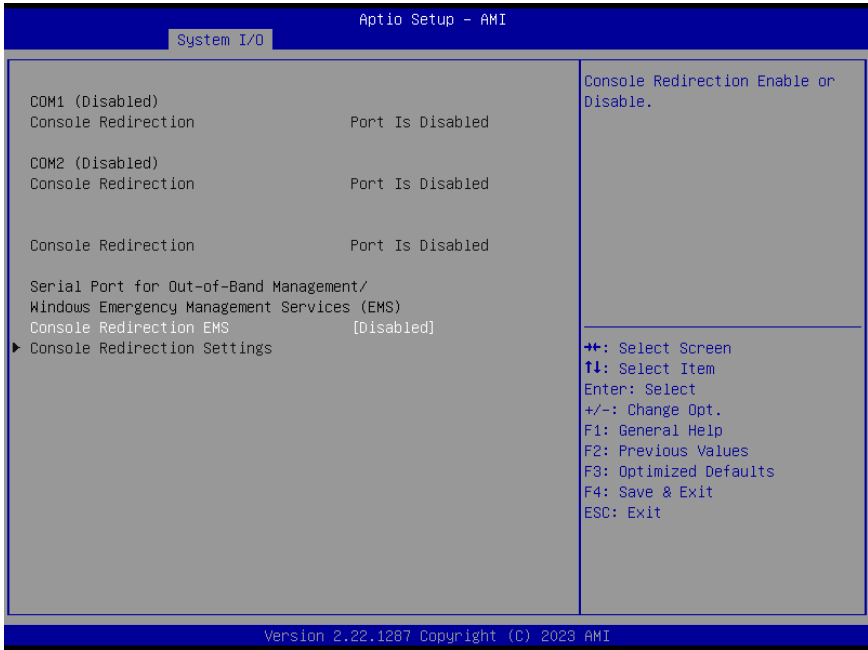 Aptio Setup – AMI
System I/O
COM1 (Disabled)
Console Redirection Port Is Disabled
COM2 (Disabled)
Console Redirection Port Is Disabled
Console Redirection Port Is Disabled
Serial Port for Out-of-Band Management/
Windows Emergency Management Services (EMS)
Console Redirection EMS [Disabled]
▶ Console Redirection Settings
Console Redirection Enable or
Disable.
→←: Select Screen
↑↓: Select Item
Enter: Select
+/-: Change Opt.
F1: General Help
F2: Previous Values
F3: Optimized Defaults
F4: Save & Exit
ESC: Exit
Version 2.22.1287 Copyright (C) 2023 AMI